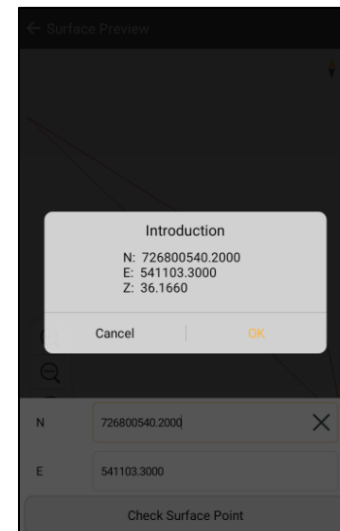 Surface Preview
Introduction
N: 726800540.2000
E: 541103.3000
Z: 36.1660
Cancel
OK
N
726800540.2000
E
541103.3000
Check Surface Point